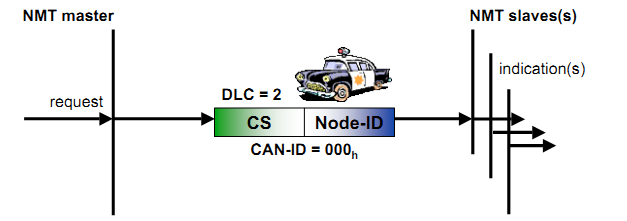 NMT master
NMT slaves(s)
indication(s)
request
DLC = 2
CS
Node-ID
CAN-ID = 000h